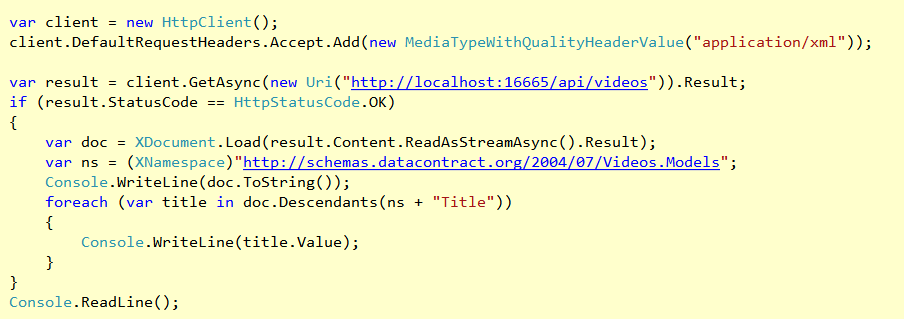 var client = new HttpClient();
client.DefaultRequestHeaders.Accept.Add(new MediaTypeWithQualityHeaderValue("application/xml"));
var result = client.GetAsync(new Uri("http://localhost:16665/api/videos")).Result;
if (result.StatusCode == HttpStatusCode.OK)
{
    var doc = XDocument.Load(result.Content.ReadAsStreamAsync().Result);
    var ns = (XNamespace)"http://schemas.datacontract.org/2004/07/Videos.Models";
    Console.WriteLine(doc.ToString());
    foreach (var title in doc.Descendants(ns + "Title"))
    {
        Console.WriteLine(title.Value);
    }
}
Console.ReadLine();